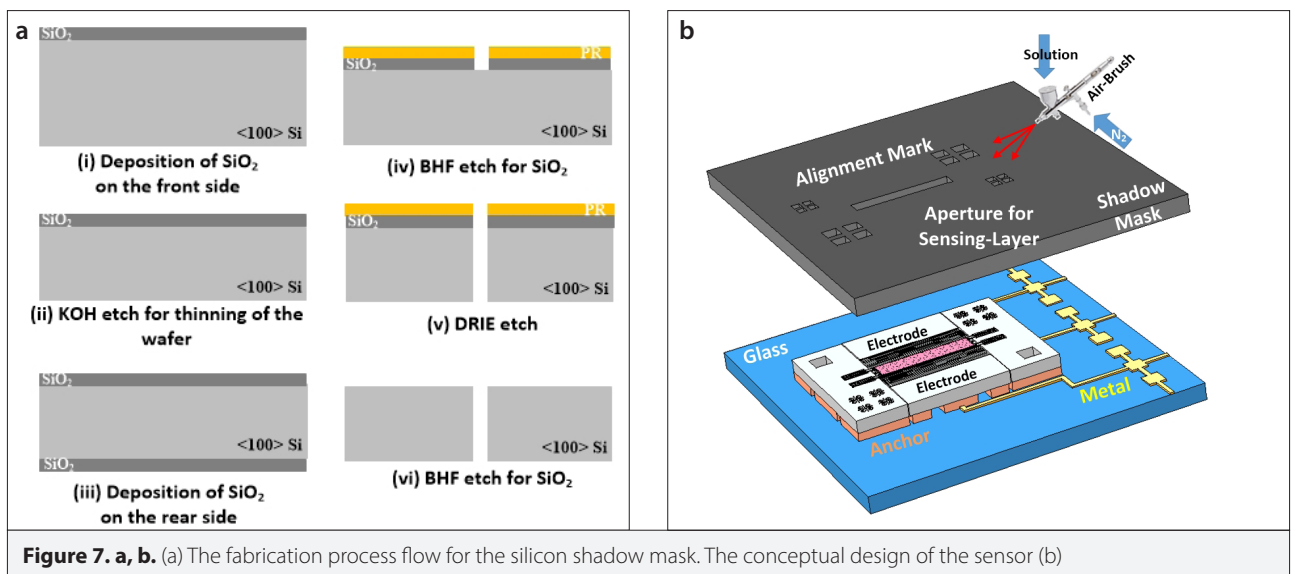 a
SiO₂
<100> Si
(i) Deposition of SiO₂
on the front side
SiO₂
<100> Si
(ii) KOH etch for thinning of the
wafer
SiO₂
<100> Si
SiO₂
(iii) Deposition of SiO₂
on the rear side
PR
SiO₂
<100> Si
(iv) BHF etch for SiO₂
PR
SiO₂
<100> Si
(v) DRIE etch
<100> Si
(vi) BHF etch for SiO₂
b
Solution
Air-Brush
N₂
Alignment Mark
Aperture for
Sensing-Layer
Shadow
Mask
Glass
Electrode
Electrode
Metal
Anchor
Figure 7. a, b. (a) The fabrication process flow for the silicon shadow mask. The conceptual design of the sensor (b)